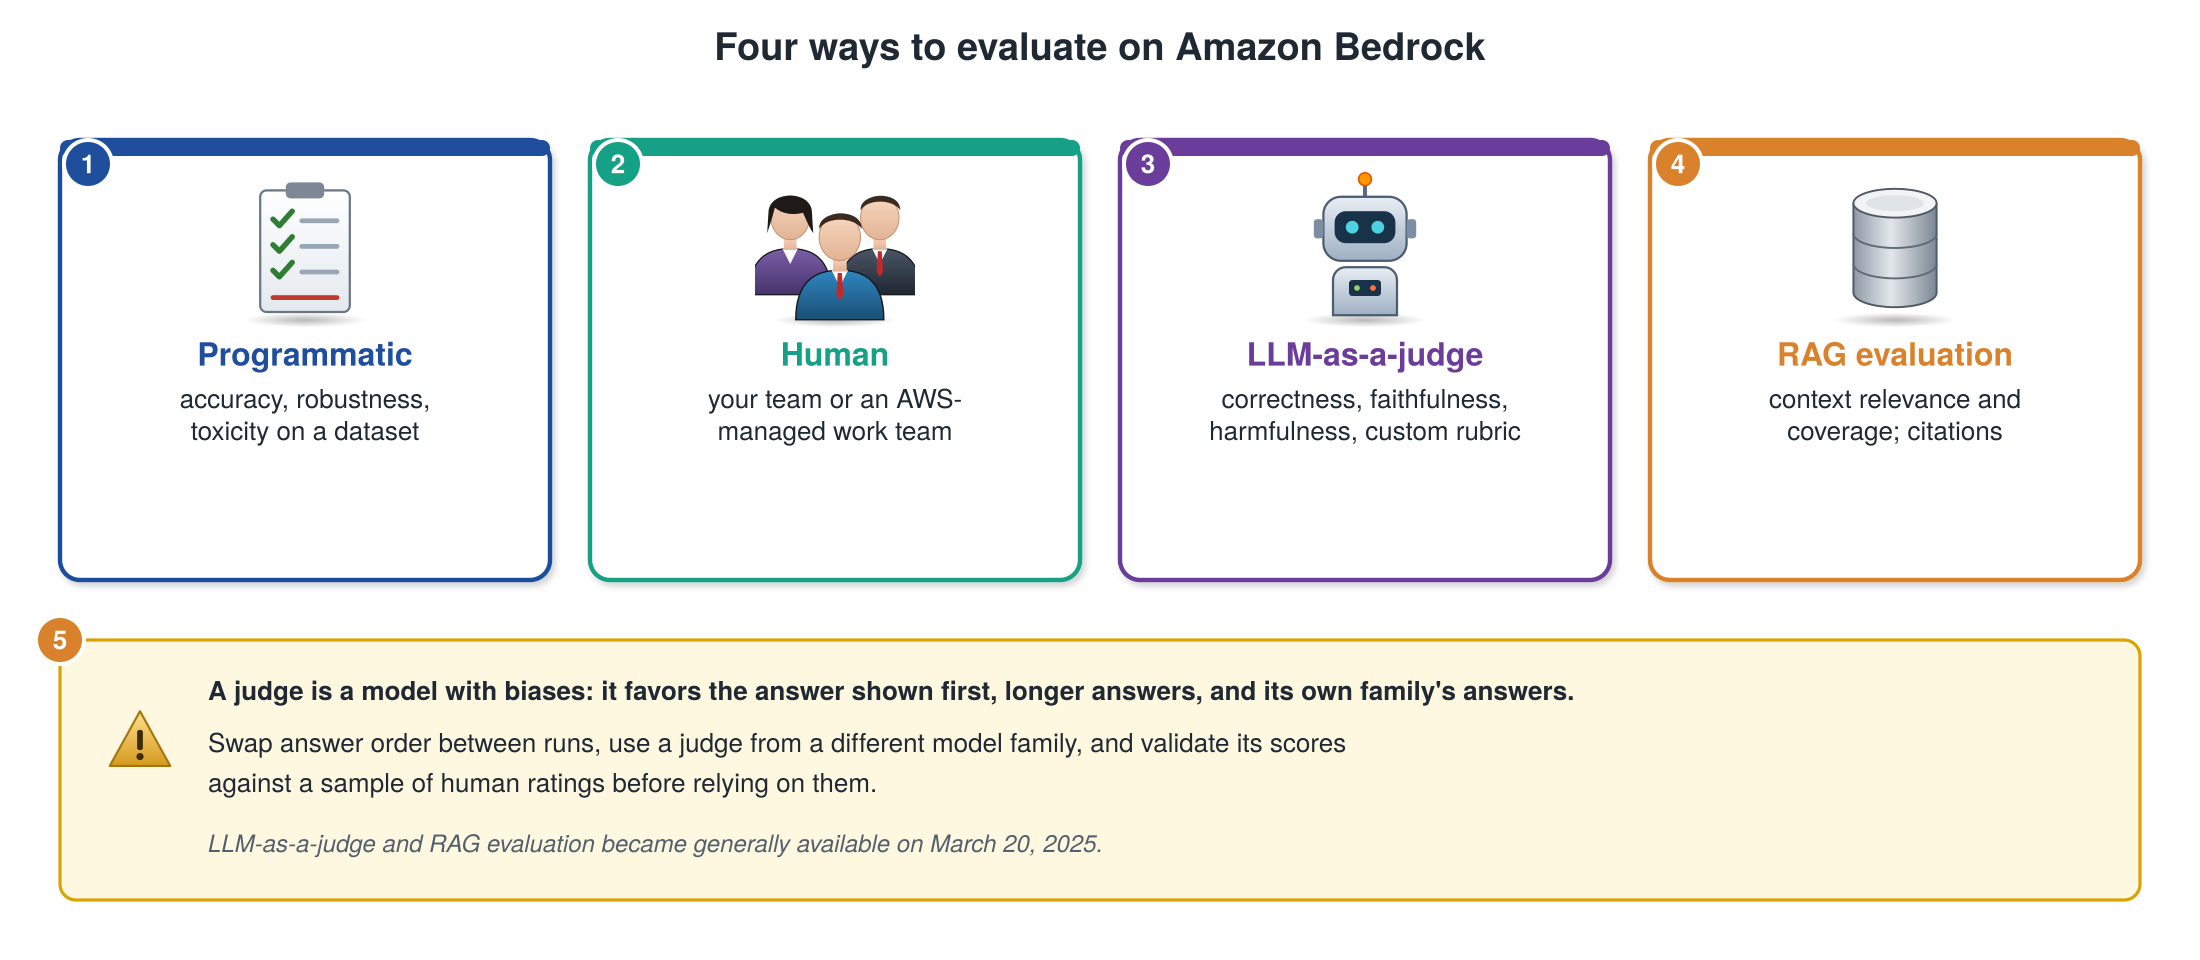 Four ways to evaluate on Amazon Bedrock
1
Programmatic
accuracy, robustness,
toxicity on a dataset
2
Human
your team or an AWS-
managed work team
3
LLM-as-a-judge
correctness, faithfulness,
harmfulness, custom rubric
4
RAG evaluation
context relevance and
coverage; citations
5
A judge is a model with biases: it favors the answer shown first, longer answers, and its own family's answers.
Swap answer order between runs, use a judge from a different model family, and validate its scores
against a sample of human ratings before relying on them.
LLM-as-a-judge and RAG evaluation became generally available on March 20, 2025.